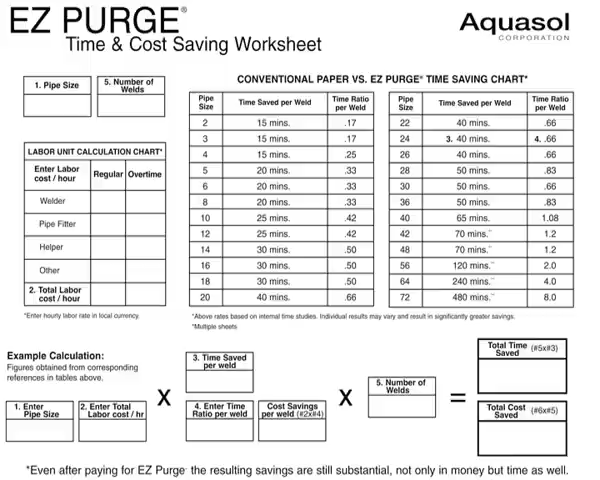 EZ PURGE®
Time & Cost Saving Worksheet
Aquasol
CORPORATION
1. Pipe Size
5. Number of
Welds
LABOR UNIT CALCULATION CHART*
Enter Labor
cost / hour
Regular
Overtime
Welder
Pipe Fitter
Helper
Other
2. Total Labor
cost / hour
*Enter hourly labor rate in local currency
CONVENTIONAL PAPER VS. EZ PURGE® TIME SAVING CHART*
Pipe Size Time Saved per Weld Time Ratio per Weld
2 15 mins. .17
3 15 mins. .17
4 15 mins. .25
5 20 mins. .33
6 20 mins. .33
8 20 mins. .33
10 25 mins. .42
12 25 mins. .42
14 30 mins. .50
16 30 mins. .50
18 30 mins. .50
20 40 mins. .66
Pipe Size Time Saved per Weld Time Ratio per Weld
22 40 mins. .66
24 3. 40 mins. 4. .66
26 40 mins. .66
28 50 mins. .83
30 50 mins. .66
36 50 mins. .83
40 65 mins. 1.08
42 70 mins.** 1.2
48 70 mins.** 1.2
56 120 mins.** 2.0
64 240 mins.** 4.0
72 480 mins.** 8.0
*Above rates based on internal time studies. Individual results may vary and result in significantly greater savings.
**Multiple sheets
Example Calculation:
Figures obtained from corresponding
references in tables above.
1. Enter
Pipe Size
2. Enter Total
Labor cost / hr
X
3. Time Saved
per weld
4. Enter Time
Ratio per weld
Cost Savings
per weld (#2x#4)
X
5. Number of
Welds
=
Total Time
Saved
(#5x#3)
Total Cost
Saved
(#6x#5)
*Even after paying for EZ Purge® the resulting savings are still substantial, not only in money but time as well.